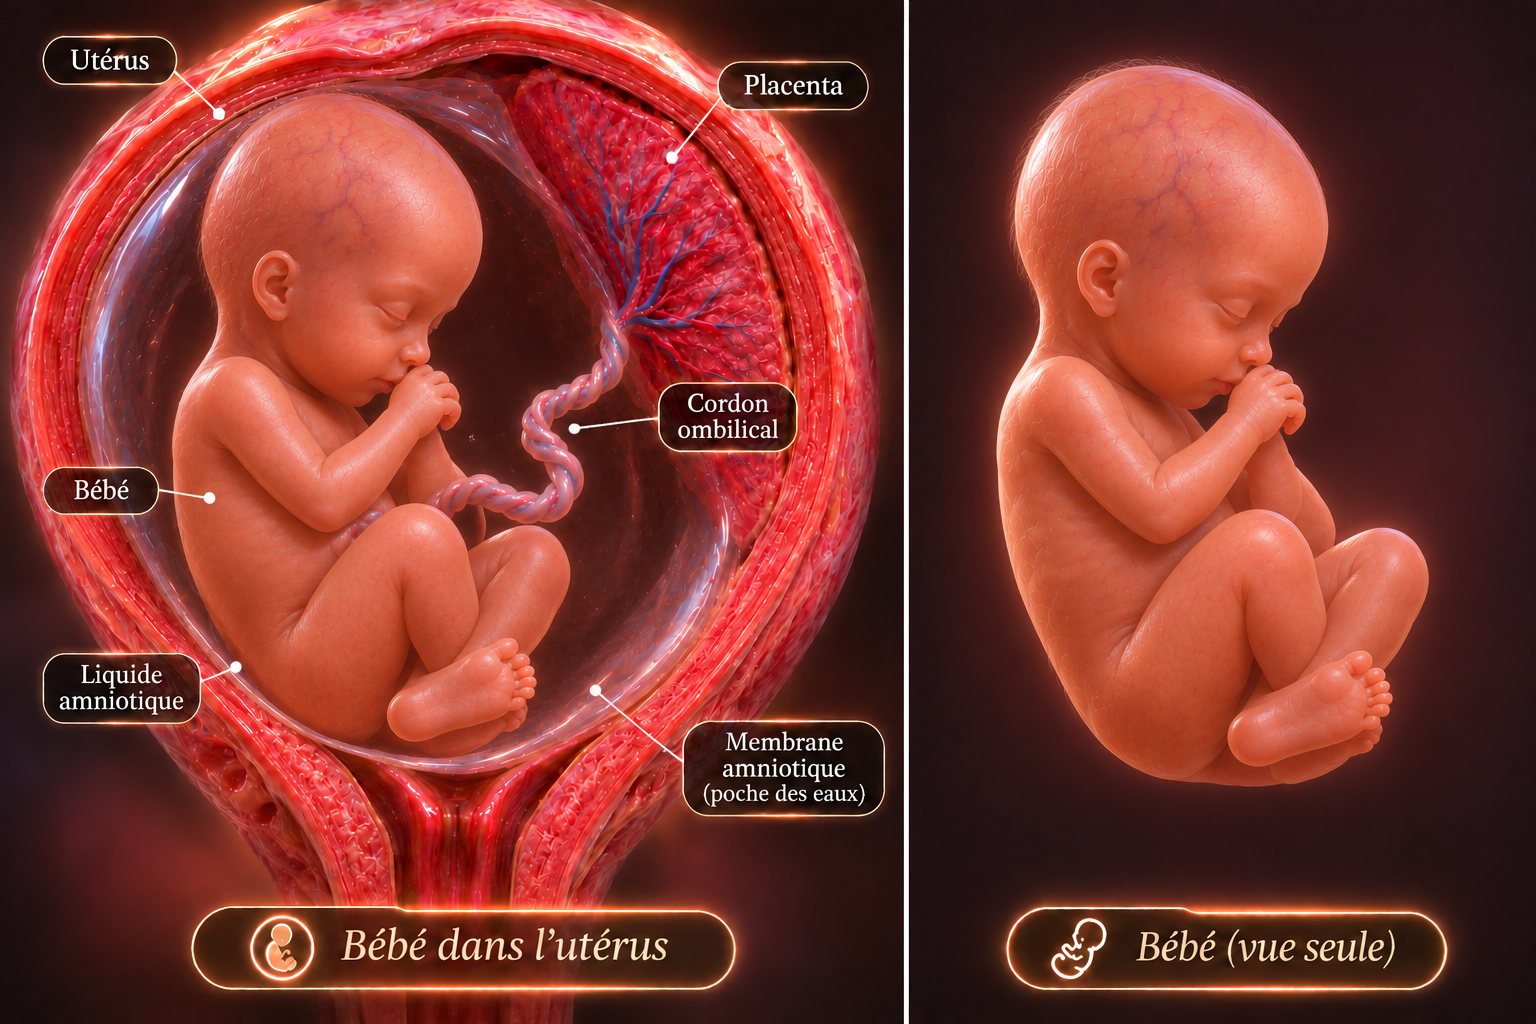 Utérus
Placenta
Cordon
ombilical
Bébé
Liquide
amniotique
Membrane
amniotique
(poche des eaux)
Bébé dans l'utérus
Bébé (vue seule)